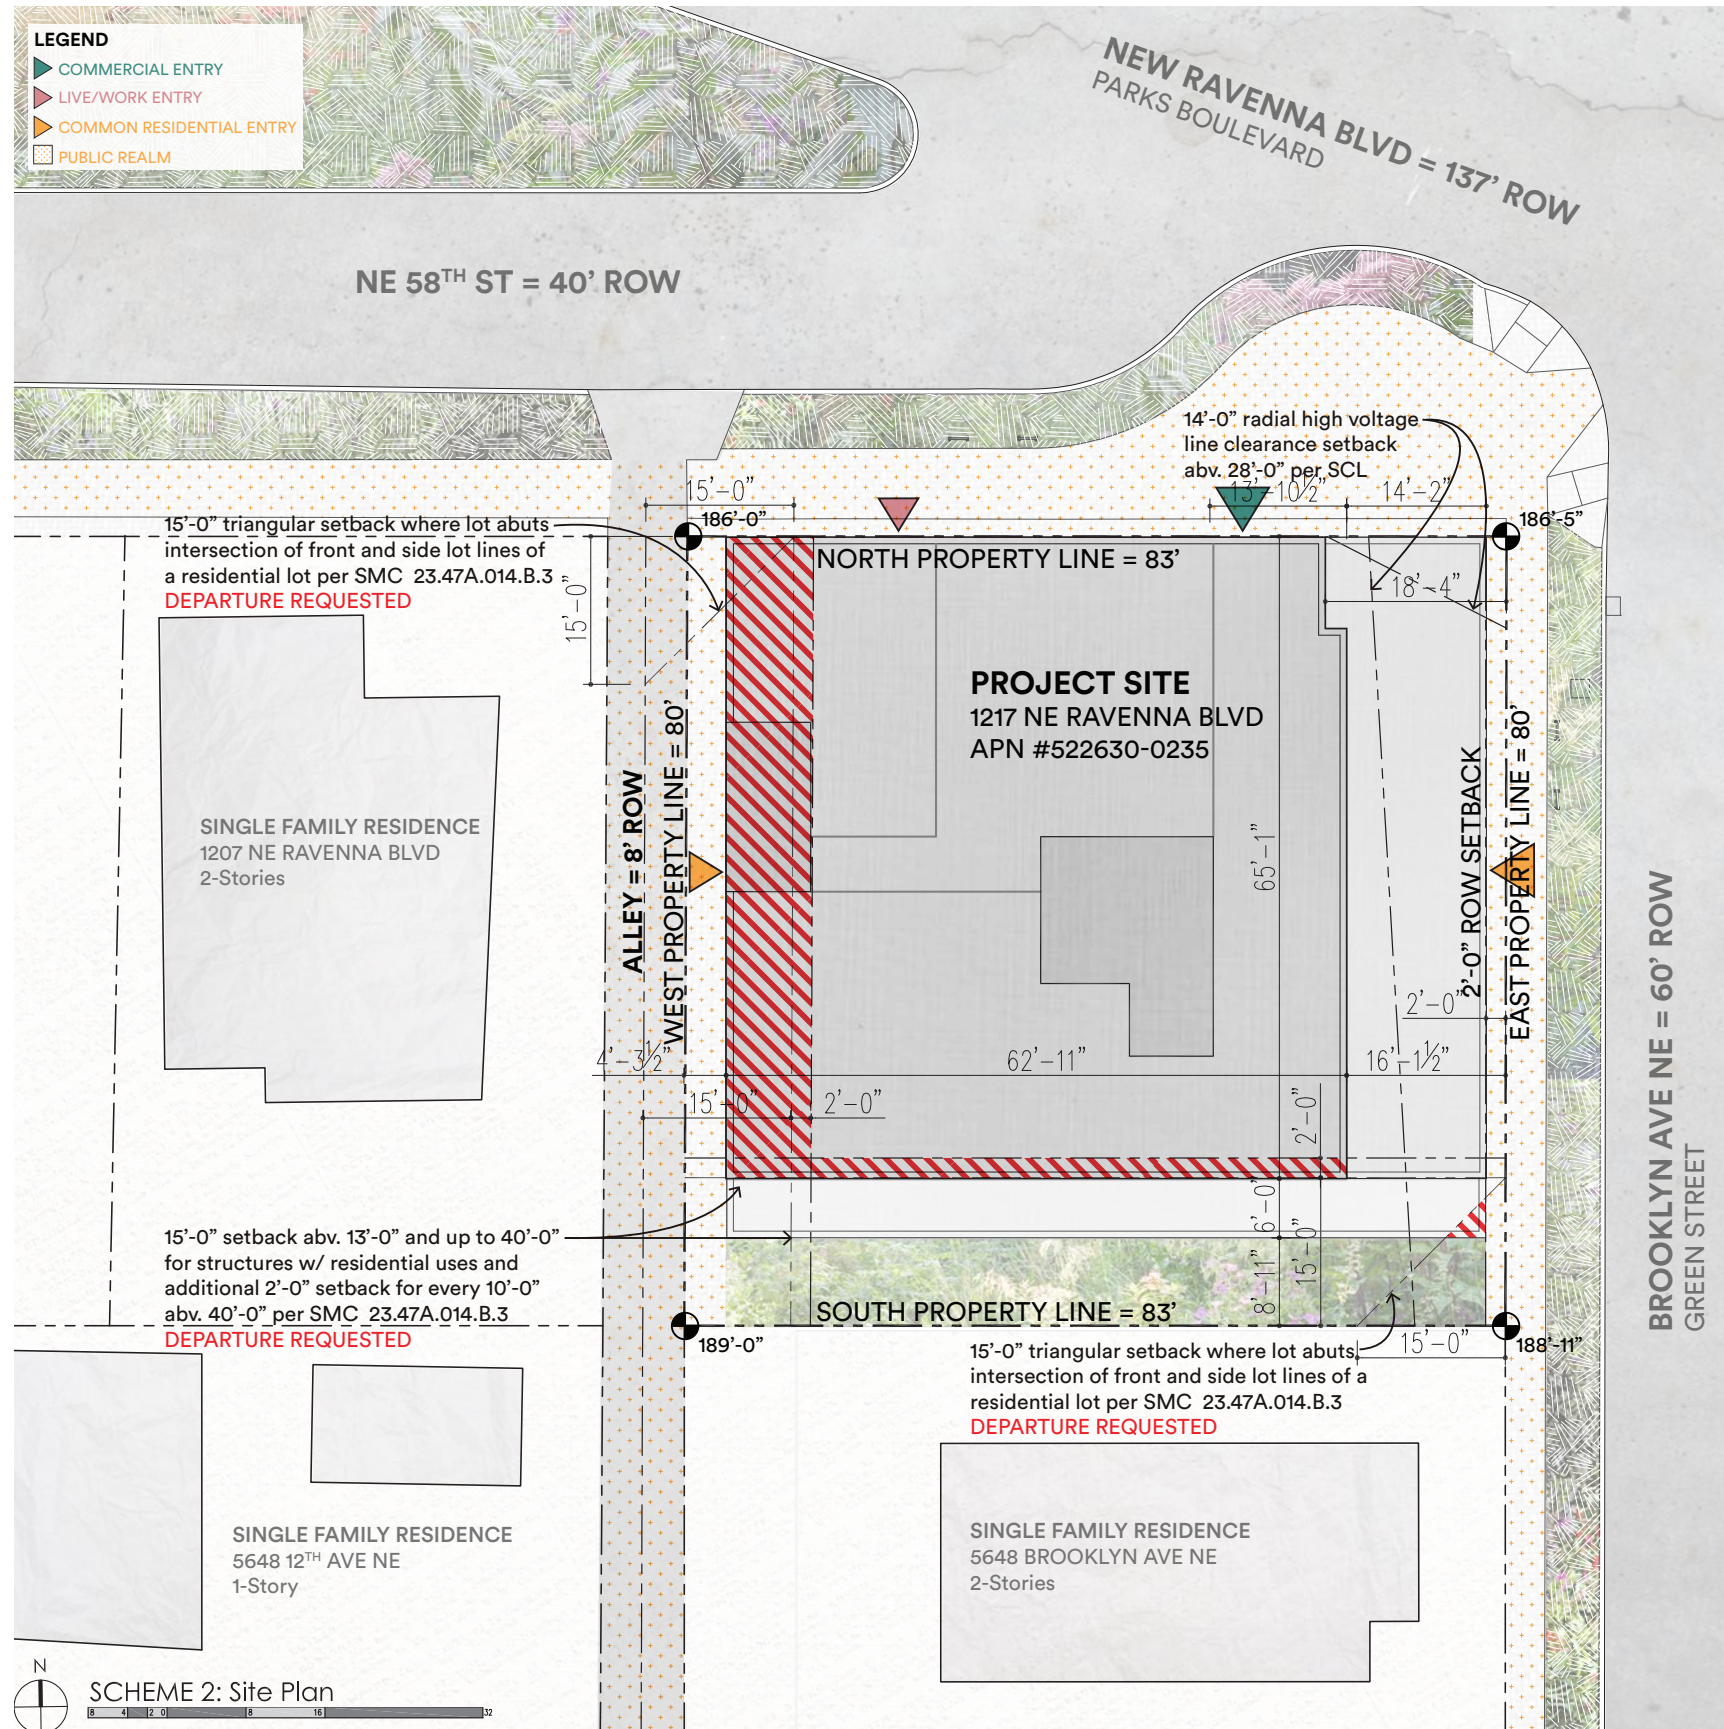 LEGEND
COMMERCIAL ENTRY
LIVE/WORK ENTRY
COMMON RESIDENTIAL ENTRY
PUBLIC REALM
NEW RAVENNA BLVD = 137' ROW
PARKS BOULEVARD
NE 58TH ST = 40' ROW
14'-0" radial high voltage
line clearance setback
abv. 28'-0" per SCL
15'-0"
13'-10½"
14'-2"
186'-0"
186'-5"
15'-0" triangular setback where lot abuts
intersection of front and side lot lines of
a residential lot per SMC 23.47A.014.B.3
DEPARTURE REQUESTED
15'-0"
NORTH PROPERTY LINE = 83'
18'-4"
PROJECT SITE
1217 NE RAVENNA BLVD
APN #522630-0235
SINGLE FAMILY RESIDENCE
1207 NE RAVENNA BLVD
2-Stories
ALLEY = 8' ROW
WEST PROPERTY LINE = 80'
65'-1"
2'-0" ROW SETBACK
EAST PROPERTY LINE = 80'
BROOKLYN AVE NE = 60' ROW
GREEN STREET
2'-0"
4'-3½"
62'-11"
16'-1½"
15'-0"
2'-0"
2'-0"
6'-0"
15'-0"
8'-11"
15'-0" setback abv. 13'-0" and up to 40'-0"
for structures w/ residential uses and
additional 2'-0" setback for every 10'-0"
abv. 40'-0" per SMC 23.47A.014.B.3
DEPARTURE REQUESTED
SOUTH PROPERTY LINE = 83'
189'-0"
188'-11"
15'-0"
15'-0" triangular setback where lot abuts
intersection of front and side lot lines of a
residential lot per SMC 23.47A.014.B.3
DEPARTURE REQUESTED
SINGLE FAMILY RESIDENCE
5648 12TH AVE NE
1-Story
SINGLE FAMILY RESIDENCE
5648 BROOKLYN AVE NE
2-Stories
N
SCHEME 2: Site Plan
8 4 2 0 8 16 32